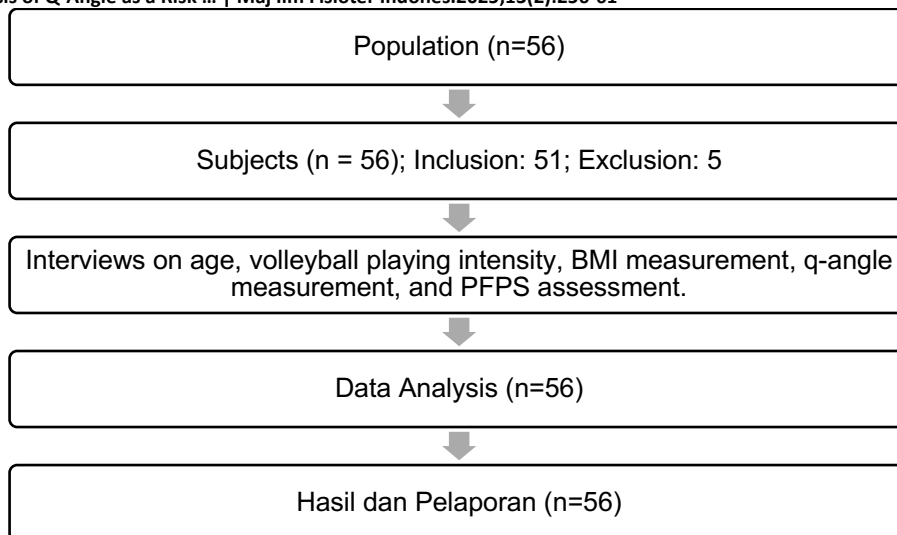 Population (n=56)
Subjects (n = 56); Inclusion: 51; Exclusion: 5
Interviews on age, volleyball playing intensity, BMI measurement, q-angle
measurement, and PFPS assessment.
Data Analysis (n=56)
Hasil dan Pelaporan (n=56)